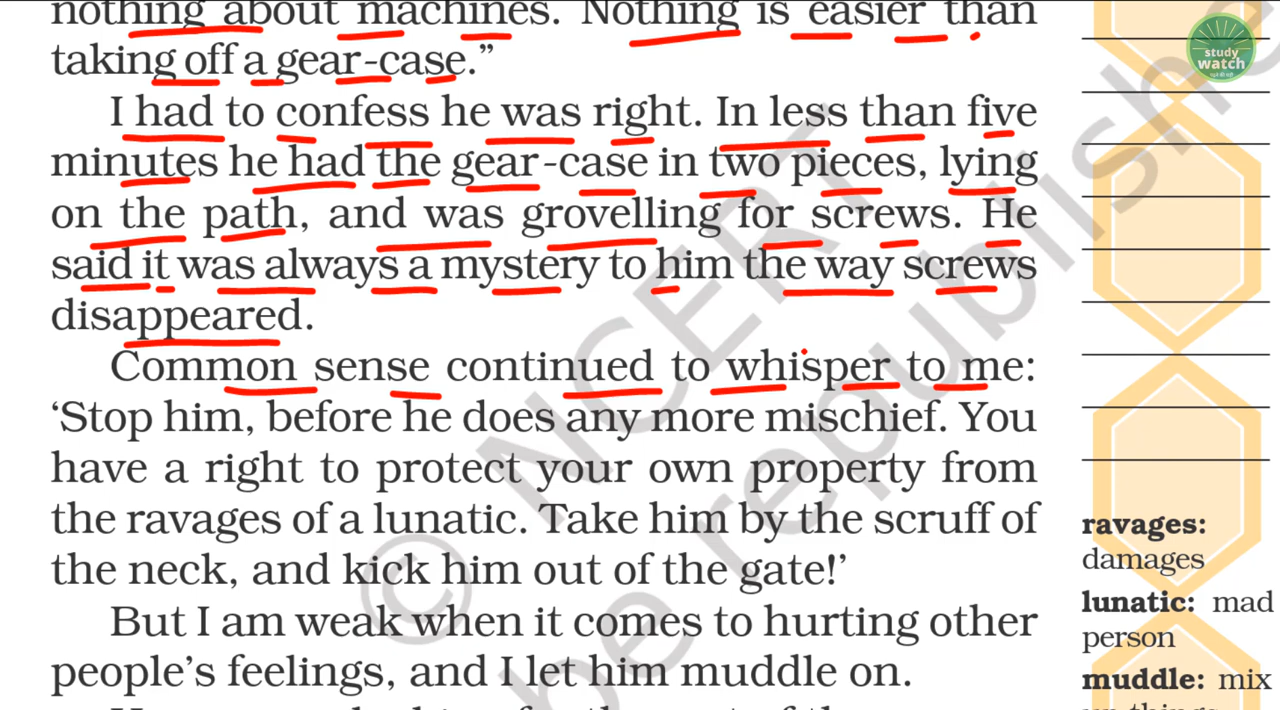 nothing about machines. Nothing is easier than
taking off a gear-case.”
I had to confess he was right. In less than five
minutes he had the gear-case in two pieces, lying
on the path, and was grovelling for screws. He
said it was always a mystery to him the way screws
disappeared.
Common sense continued to whisper to me:
‘Stop him, before he does any more mischief. You
have a right to protect your own property from
the ravages of a lunatic. Take him by the scruff of
the neck, and kick him out of the gate!’
But I am weak when it comes to hurting other
people’s feelings, and I let him muddle on.
ravages:
damages
lunatic: mad
person
muddle: mix
study
watch
© NCERT
be republishe